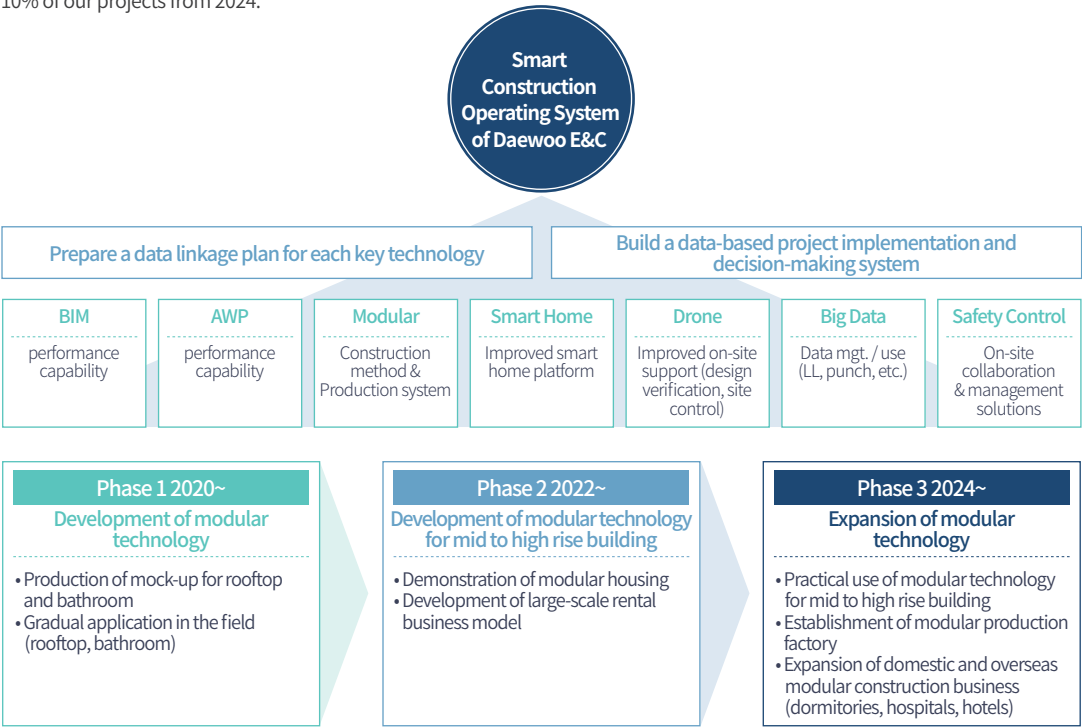 10% of our projects from 2024.
Smart
Construction
Operating System
of Daewoo E&C
Prepare a data linkage plan for each key technology
Build a data-based project implementation and
decision-making system
BIM
performance
capability
AWP
performance
capability
Modular
Construction
method &
Production system
Smart Home
Improved smart
home platform
Drone
Improved on-site
support (design
verification, site
control)
Big Data
Data mgt. / use
(LL, punch, etc.)
Safety Control
On-site
collaboration
& management
solutions
Phase 1 2020~
Development of modular
technology
• Production of mock-up for rooftop
and bathroom
• Gradual application in the field
(rooftop, bathroom)
Phase 2 2022~
Development of modular technology
for mid to high rise building
• Demonstration of modular housing
• Development of large-scale rental
business model
Phase 3 2024~
Expansion of modular
technology
• Practical use of modular technology
for mid to high rise building
• Establishment of modular production
factory
• Expansion of domestic and overseas
modular construction business
(dormitories, hospitals, hotels)